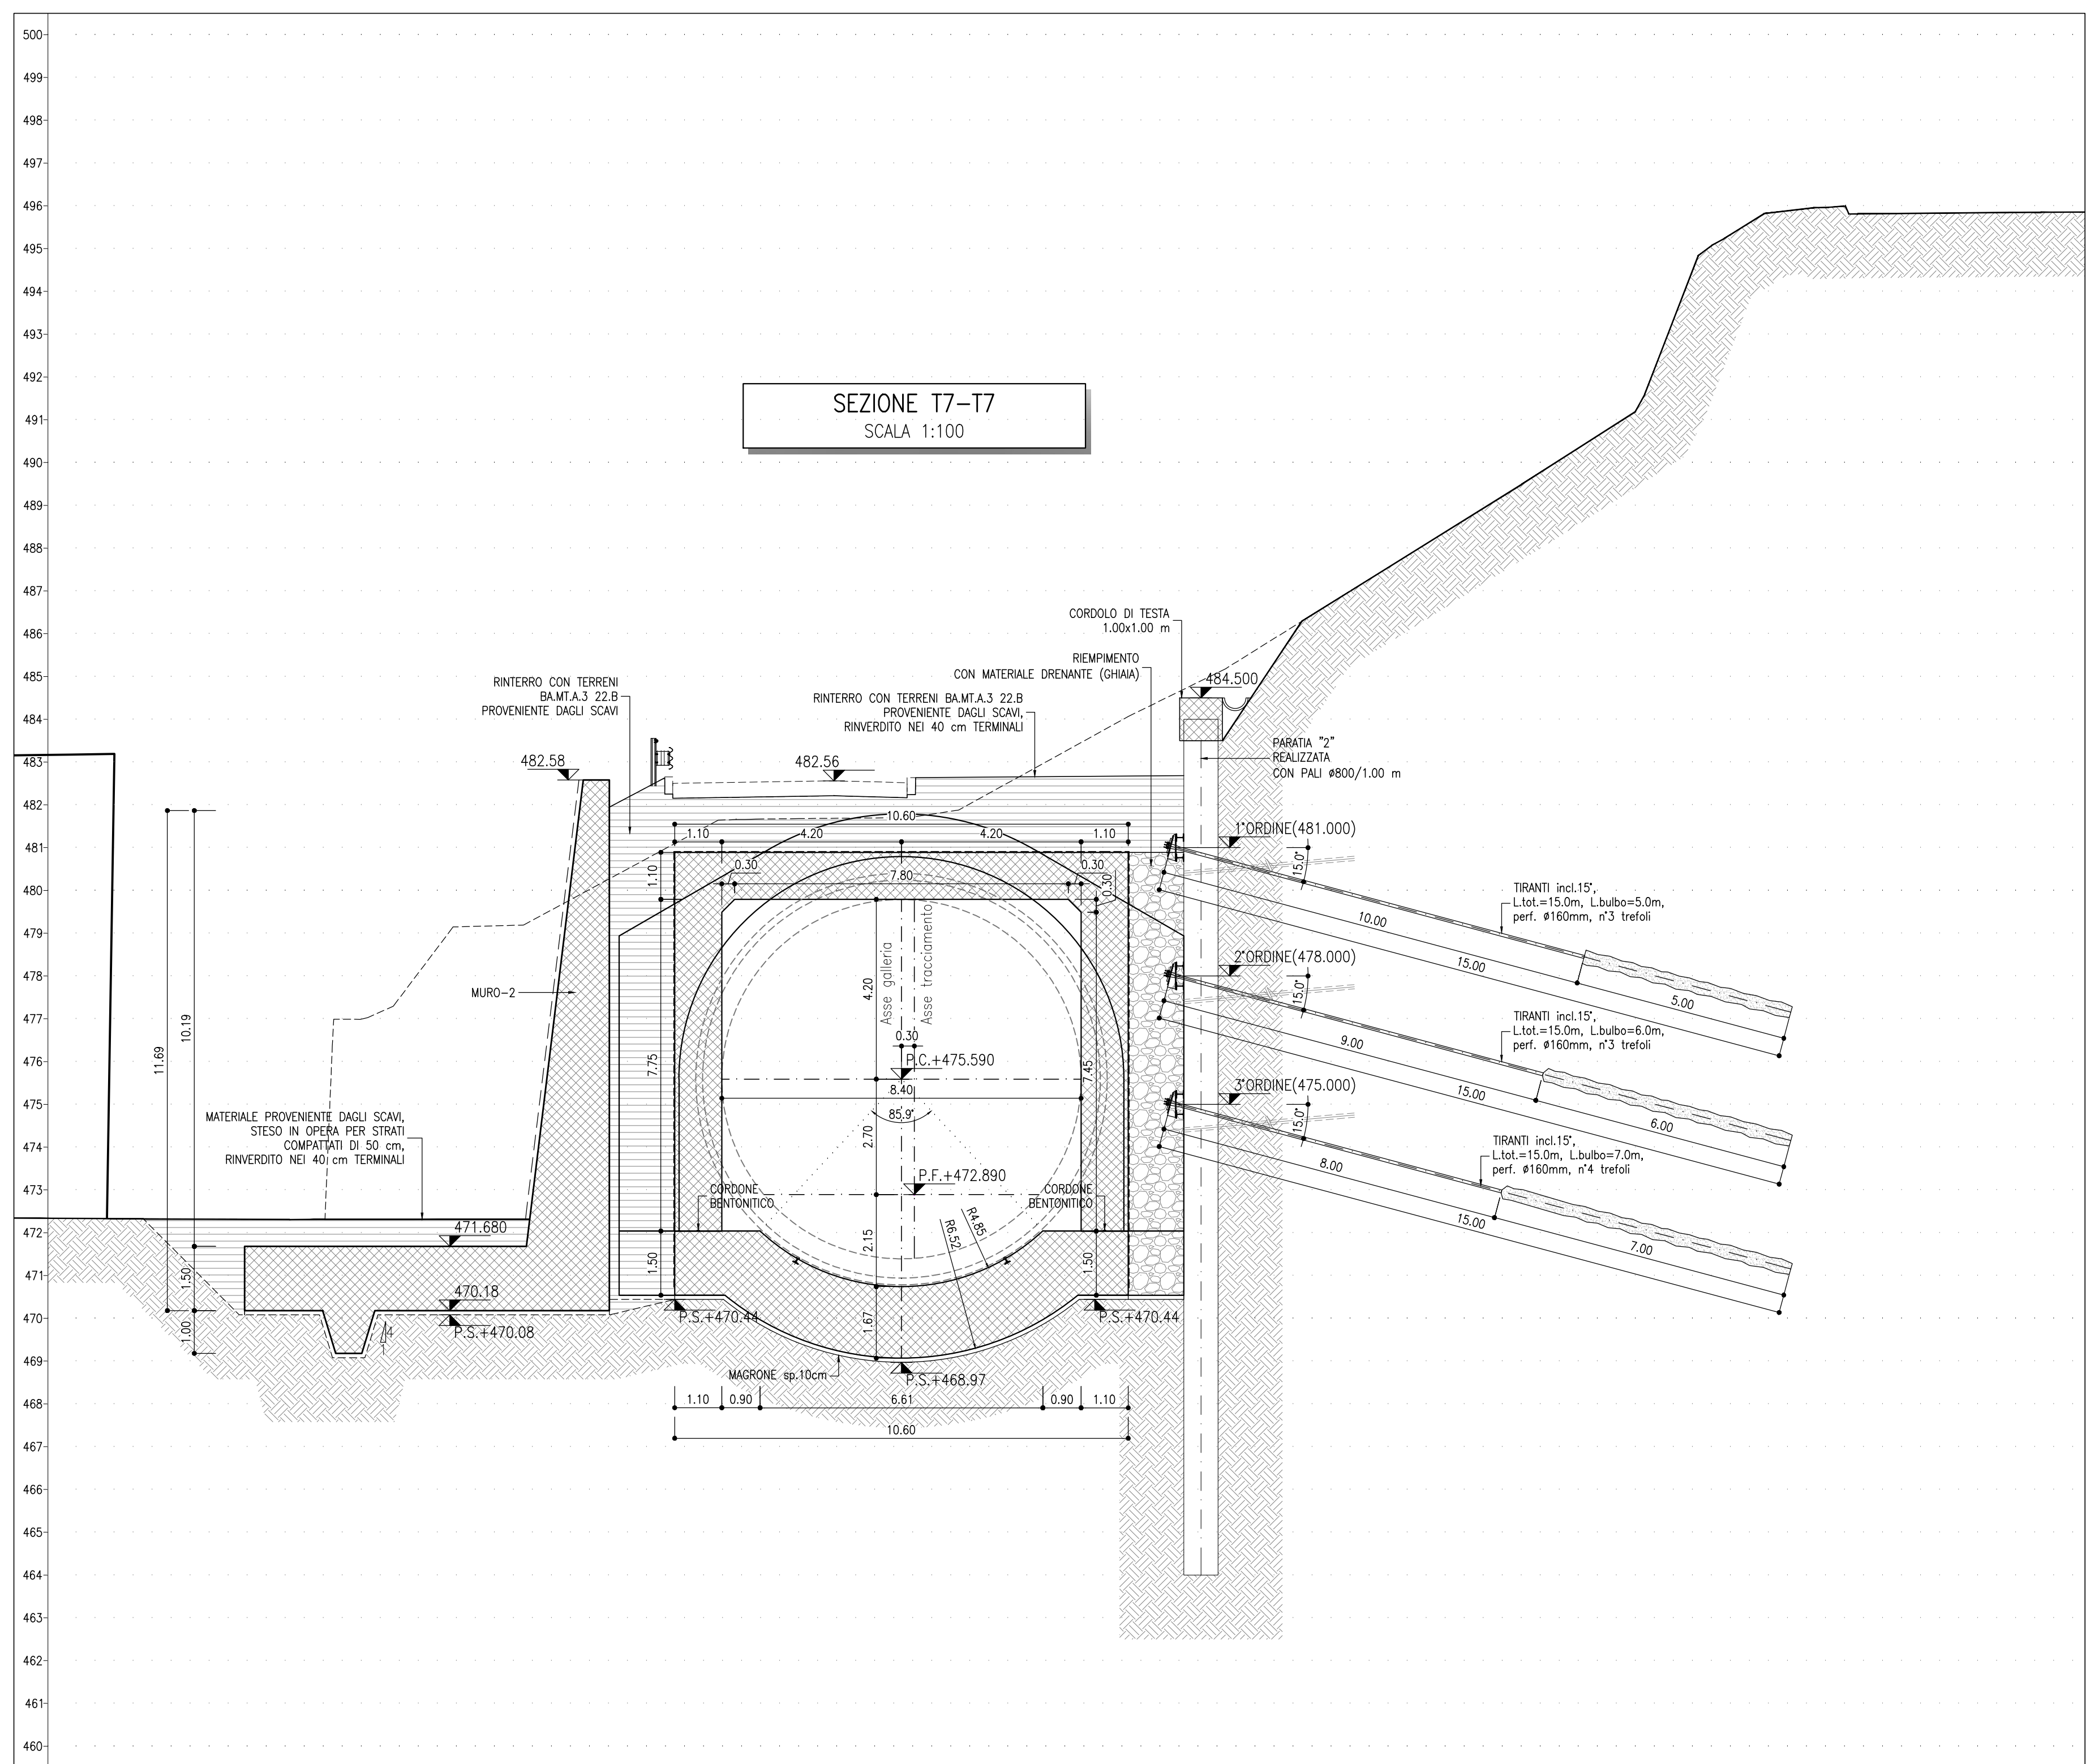 500
499
498
497
496
495
494
493
492
491
490
489
488
487
486
485
484
483
482
481
480
479
478
477
476
475
474
473
472
471
470
469
468
467
466
465
464
463
462
461
460
SEZIONE T7-T7
SCALA 1:100
CORDOLO DI TESTA
1.00x1.00 m
RIEMPIMENTO
CON MATERIALE DRENANTE (GHIAIA)
484.500
RINTERRO CON TERRENI
BA.MT.A.3 22.B
PROVENIENTE DAGLI SCAVI
RINTERRO CON TERRENI BA.MT.A.3 22.B
PROVENIENTE DAGLI SCAVI,
RINVERDITO NEI 40 cm TERMINALI
PARATIA "2"
REALIZZATA
CON PALI ø800/1.00 m
482.58
482.56
10.60
1.10
4.20
4.20
1.10
0.30
7.80
0.30
0.30
1.10
1°ORDINE(481.000)
15.0°
TIRANTI incl.15°,
L.tot.=15.0m, L.bulbo=5.0m,
perf. ø160mm, n°3 trefoli
10.00
15.00
5.00
2°ORDINE(478.000)
15.0°
TIRANTI incl.15°,
L.tot.=15.0m, L.bulbo=6.0m,
perf. ø160mm, n°3 trefoli
9.00
15.00
6.00
3°ORDINE(475.000)
15.0°
TIRANTI incl.15°,
L.tot.=15.0m, L.bulbo=7.0m,
perf. ø160mm, n°4 trefoli
8.00
15.00
7.00
MURO-2
Asse galleria
Asse tracciamento
4.20
0.30
P.C.+475.590
8.40
85.9°
2.70
7.75
7.45
11.69
10.19
MATERIALE PROVENIENTE DAGLI SCAVI,
STESO IN OPERA PER STRATI
COMPATTATI DI 50 cm,
RINVERDITO NEI 40 cm TERMINALI
P.F.+472.890
CORDONE
BENTONITICO
CORDONE
BENTONITICO
R6.52
R4.85
2.15
1.50
1.50
471.680
1.50
470.18
1.00
P.S.+470.08
4
1
P.S.+470.44
P.S.+470.44
1.67
MAGRONE sp.10cm
P.S.+468.97
1.10
0.90
6.61
0.90
1.10
10.60